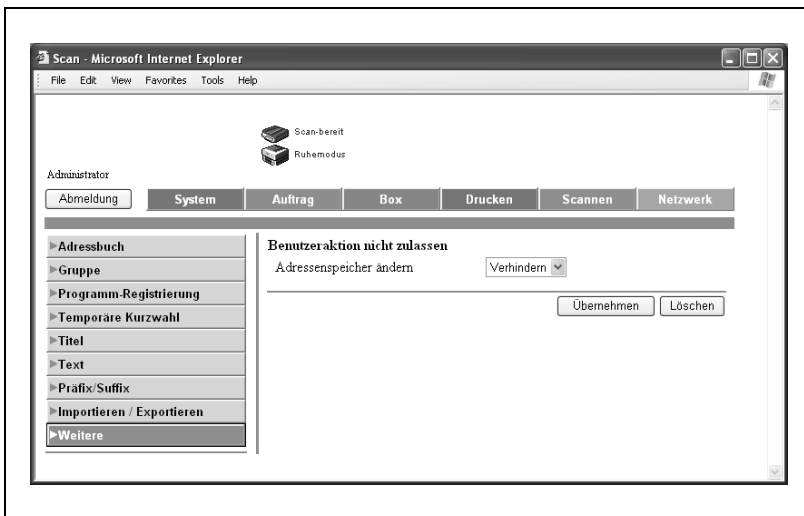 Scan - Microsoft Internet Explorer
File Edit View Favorites Tools Help
Scan-bereit
Ruhemodus
Administrator
Abmeldung System Auftrag Box Drucken Scannen Netzwerk
Adressbuch
Gruppe
Programm-Registrierung
Temporäre Kurzwahl
Titel
Text
Präfix/Suffix
Importieren / Exportieren
Weitere
Benutzeraktion nicht zulassen
Adressenspeicher ändern Verhindern
Übernehmen Löschen